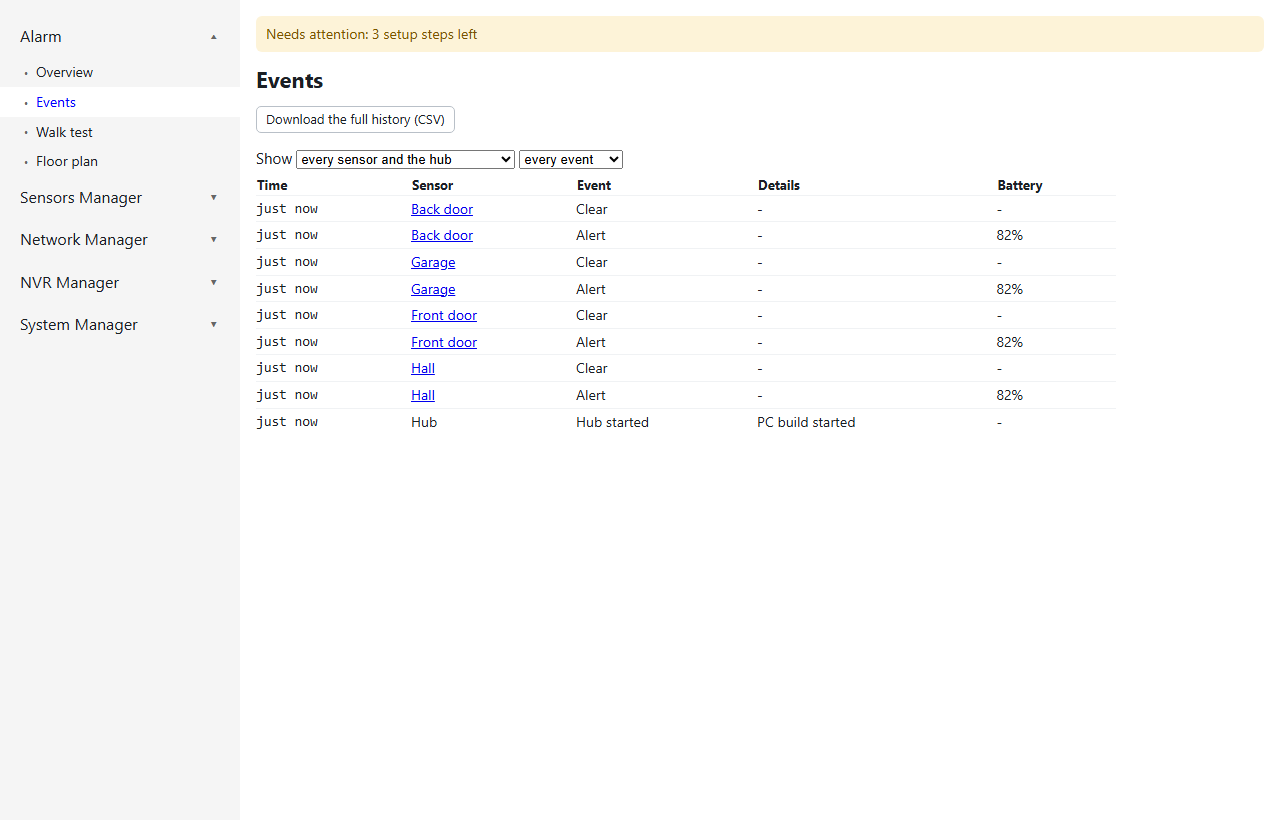 Alarm ▲
• Overview
• Events
• Walk test
• Floor plan
Sensors Manager ▼
Network Manager ▼
NVR Manager ▼
System Manager ▼
Needs attention: 3 setup steps left
Events
Download the full history (CSV)
Show every sensor and the hub every event
Time Sensor Event Details Battery
just now Back door Clear - -
just now Back door Alert - 82%
just now Garage Clear - -
just now Garage Alert - 82%
just now Front door Clear - -
just now Front door Alert - 82%
just now Hall Clear - -
just now Hall Alert - 82%
just now Hub Hub started PC build started -